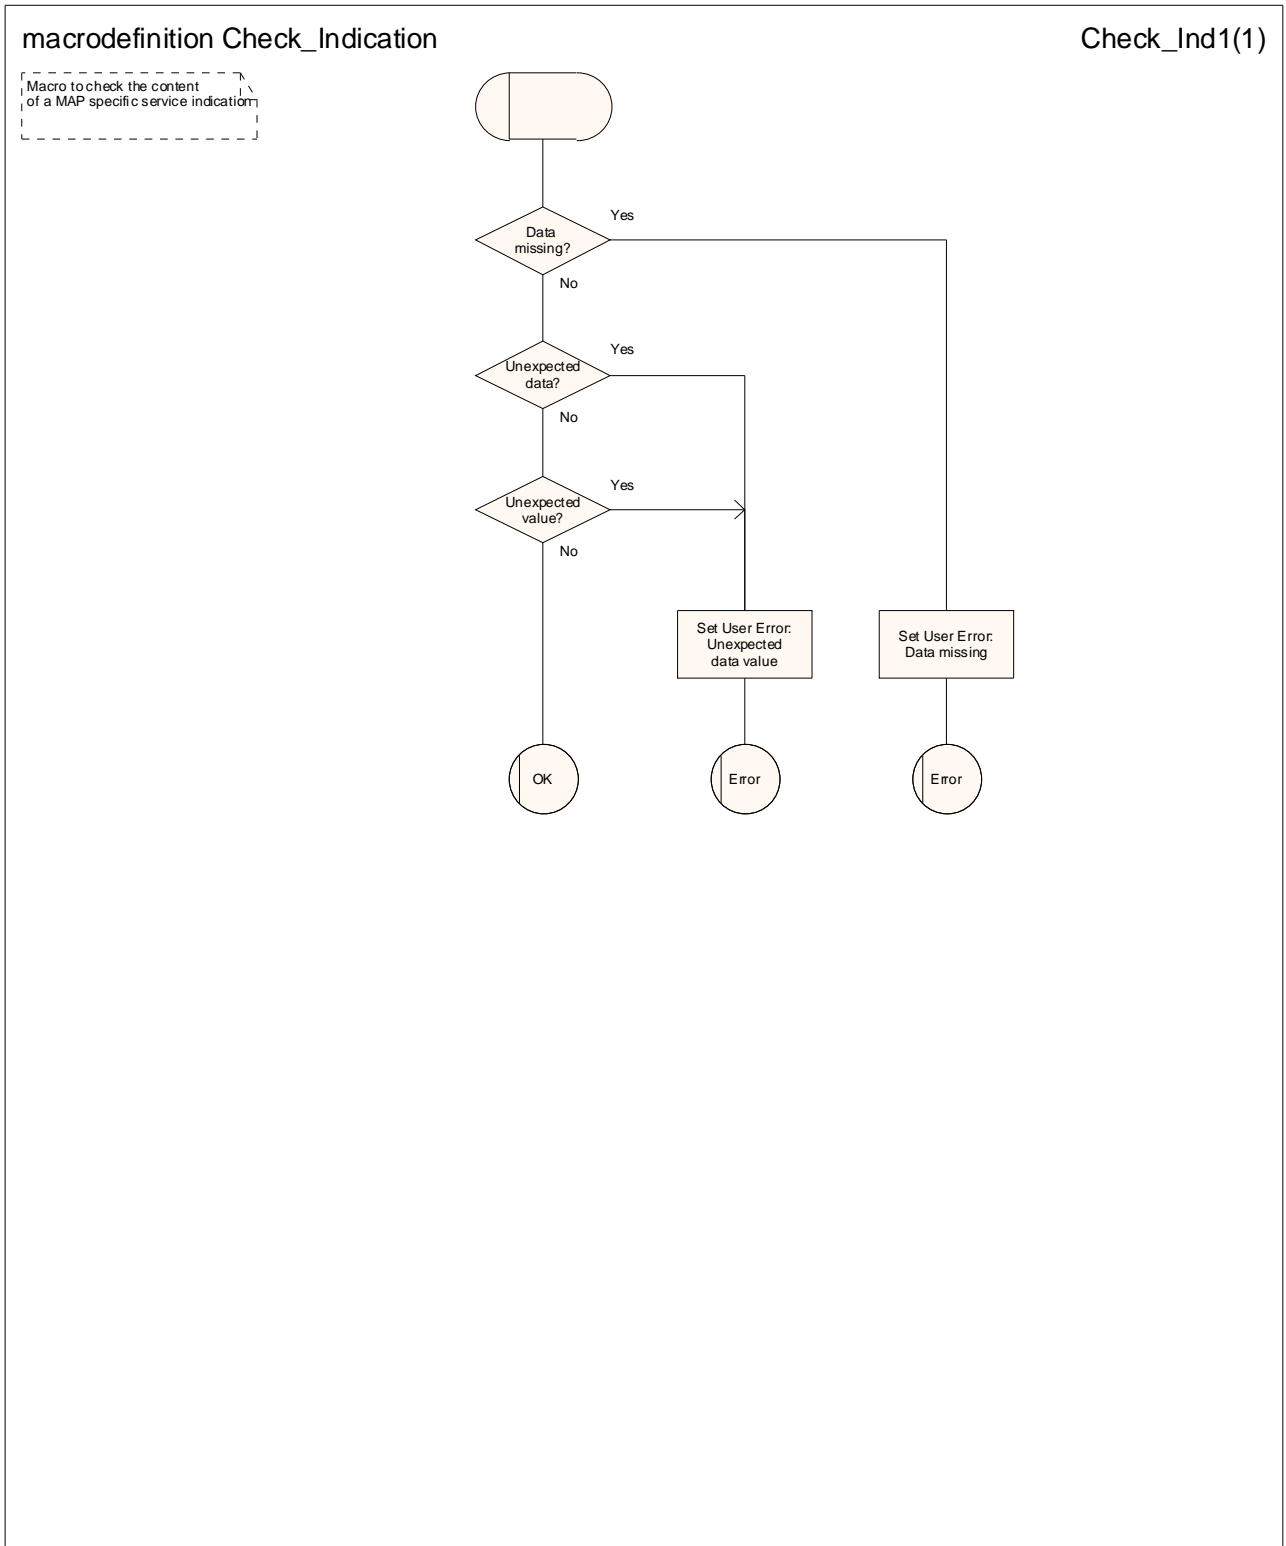 macrodefinition Check_Indication
Check_Ind1(1)
Macro to check the content
of a MAP specific service indication
Yes
Data
missing?
No
Yes
Unexpected
data?
No
Yes
Unexpected
value?
No
Set User Error:
Unexpected
data value
Set User Error:
Data missing
OK
Error
Error